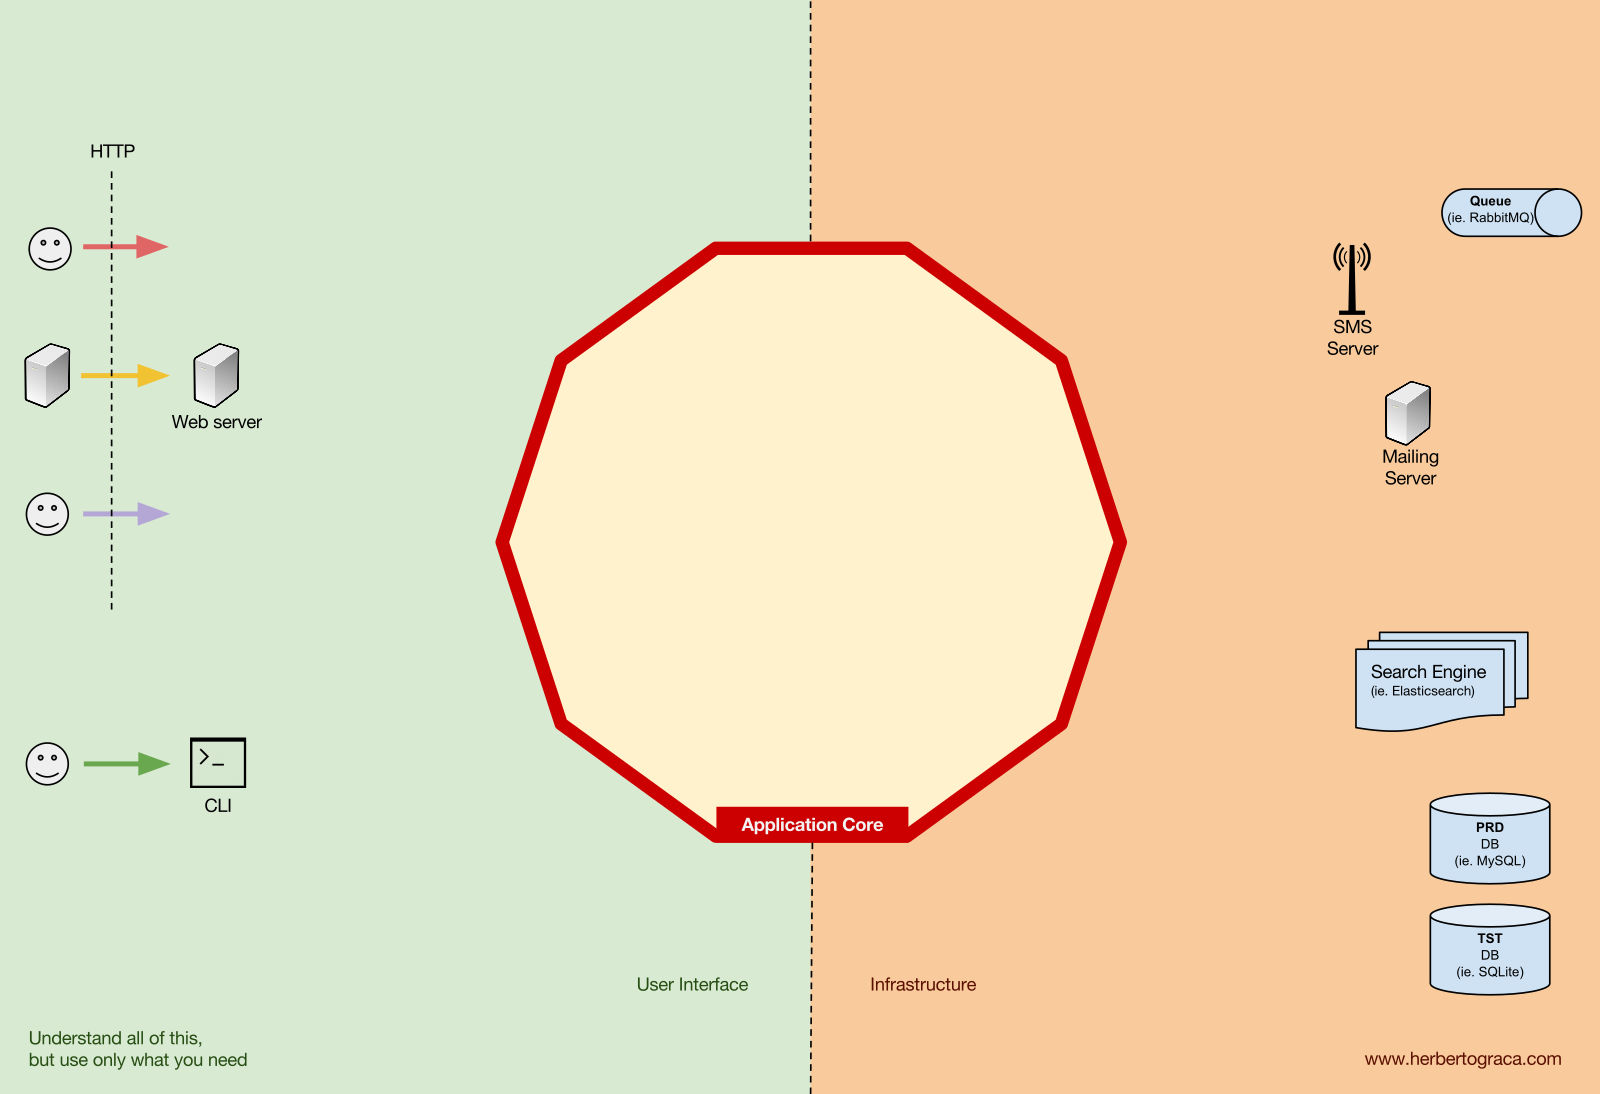 HTTP
Web server
CLI
Application Core
User Interface
Understand all of this,
but use only what you need
Queue
(ie. RabbitMQ)
SMS
Server
Mailing
Server
Search Engine
(ie. Elasticsearch)
PRD
DB
(ie. MySQL)
TST
DB
(ie. SQLite)
Infrastructure
www.herbertograca.com